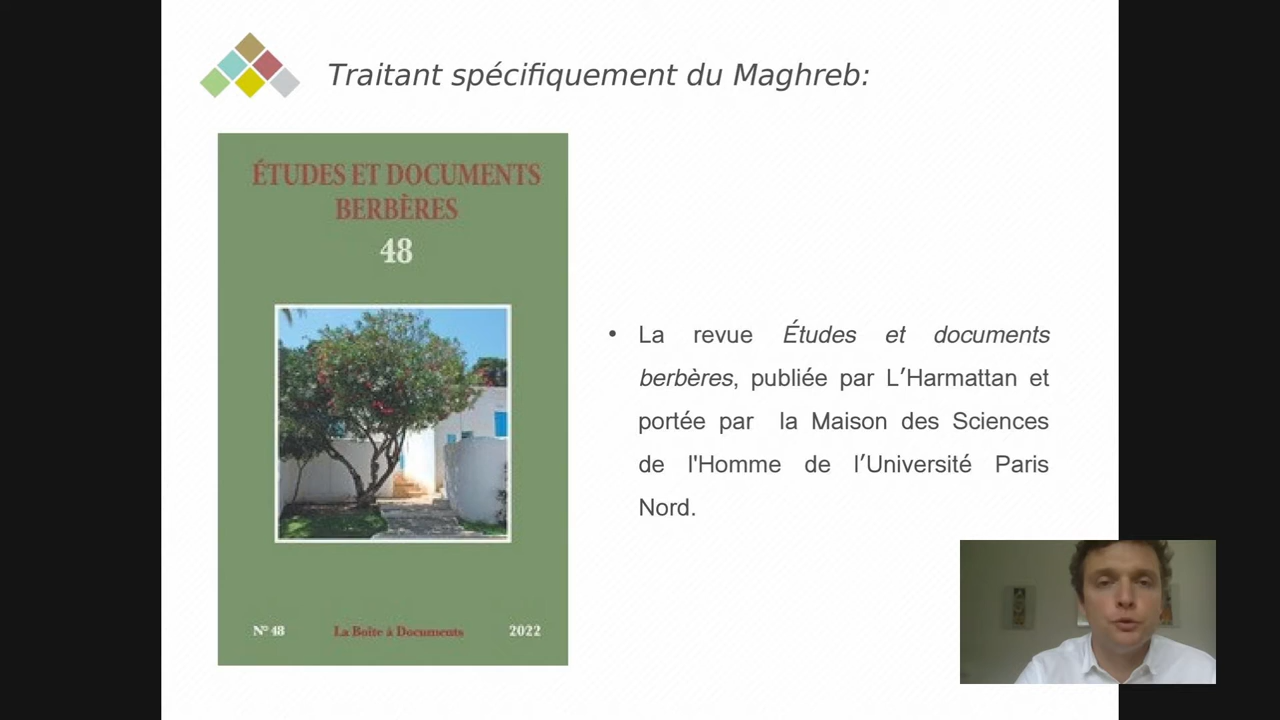 Traitant spécifiquement du Maghreb:
ÉTUDES ET DOCUMENTS
BERBÈRES
48
N° 48 La Boîte à Documents 2022
• La revue Études et documents
berbères, publiée par L’Harmattan et
portée par la Maison des Sciences
de l'Homme de l’Université Paris
Nord.